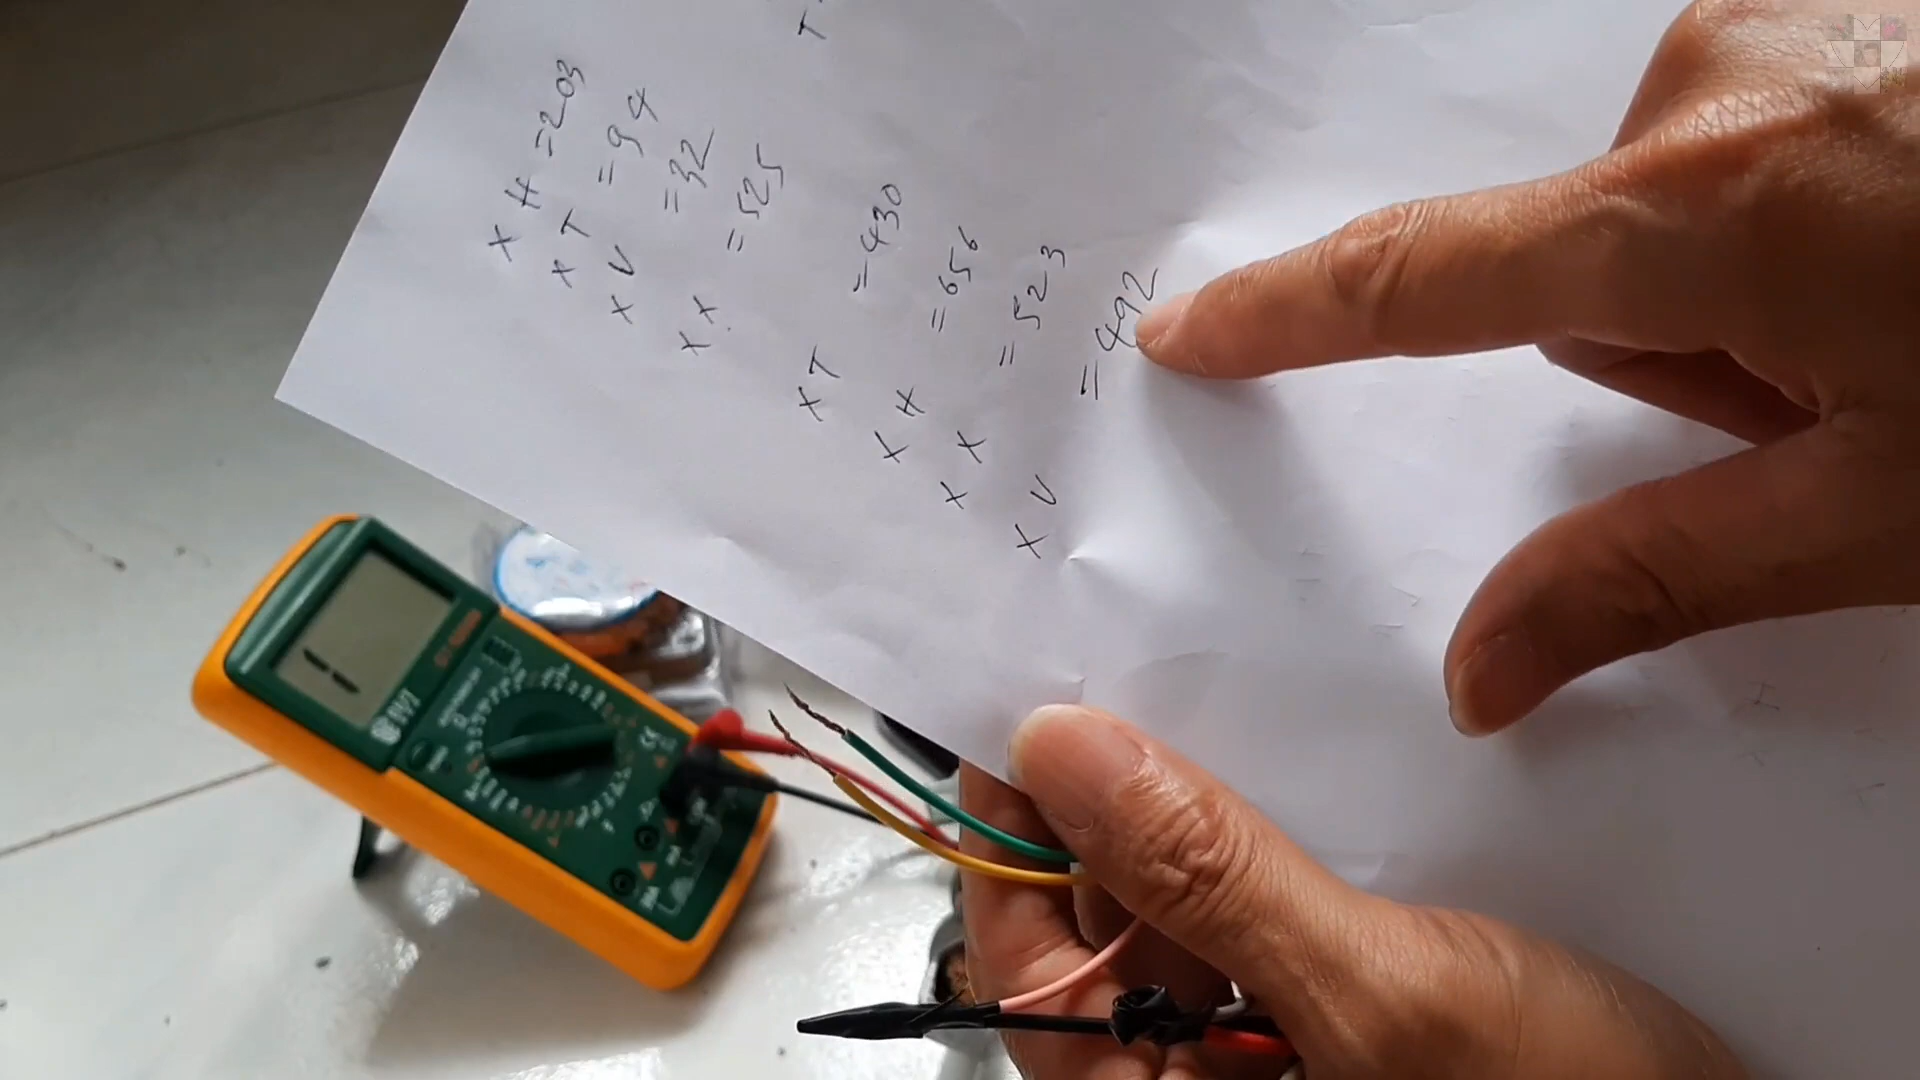 X H = 203
X T = 94
X V = 32
X X = 525
X T = 430
X H = 656
X X = 523
X V = 492
T